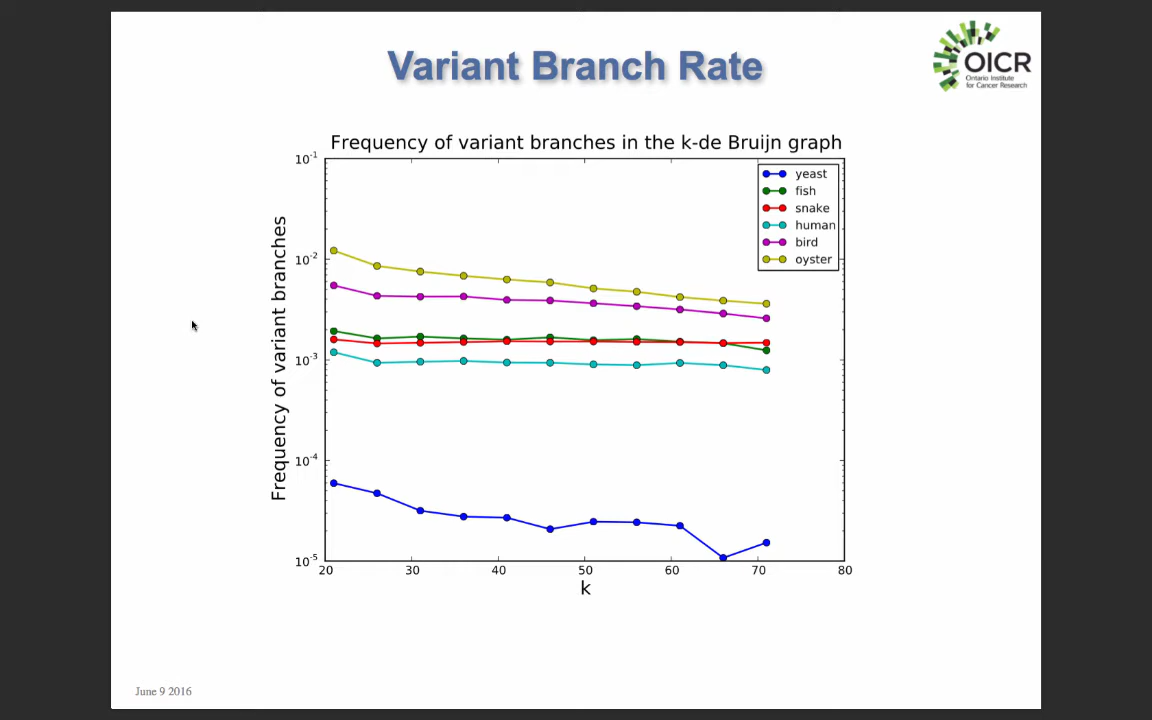 Variant Branch Rate
OICR
Ontario Institute
for Cancer Research
Frequency of variant branches in the k-de Bruijn graph
Frequency of variant branches
10-1
10-2
10-3
10-4
10-5
yeast
fish
snake
human
bird
oyster
20 30 40 50 60 70 80
k
June 9 2016